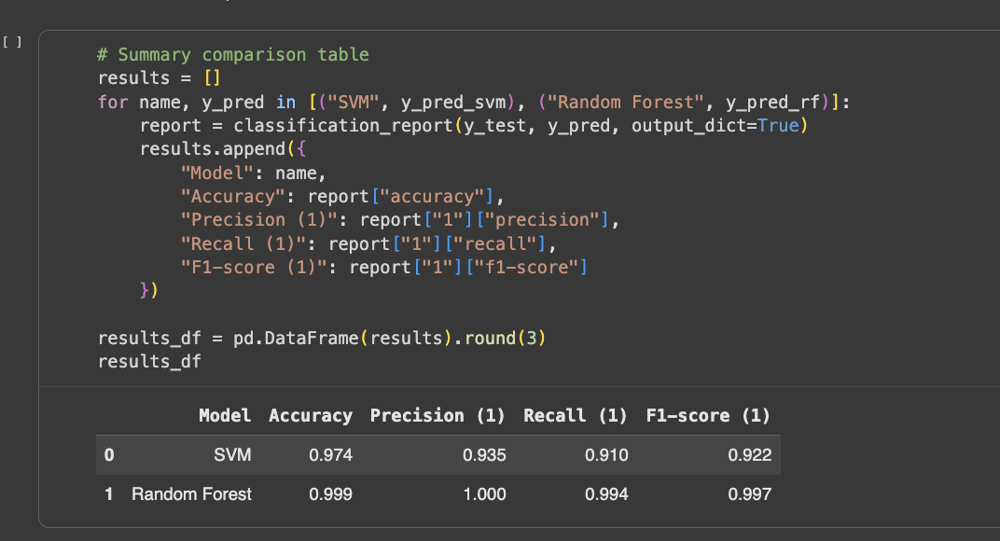 [ ]
# Summary comparison table
results = []
for name, y_pred in [("SVM", y_pred_svm), ("Random Forest", y_pred_rf)]:
    report = classification_report(y_test, y_pred, output_dict=True)
    results.append({
        "Model": name,
        "Accuracy": report["accuracy"],
        "Precision (1)": report["1"]["precision"],
        "Recall (1)": report["1"]["recall"],
        "F1-score (1)": report["1"]["f1-score"]
    })
results_df = pd.DataFrame(results).round(3)
results_df
Model Accuracy Precision (1) Recall (1) F1-score (1)
0 SVM 0.974 0.935 0.910 0.922
1 Random Forest 0.999 1.000 0.994 0.997